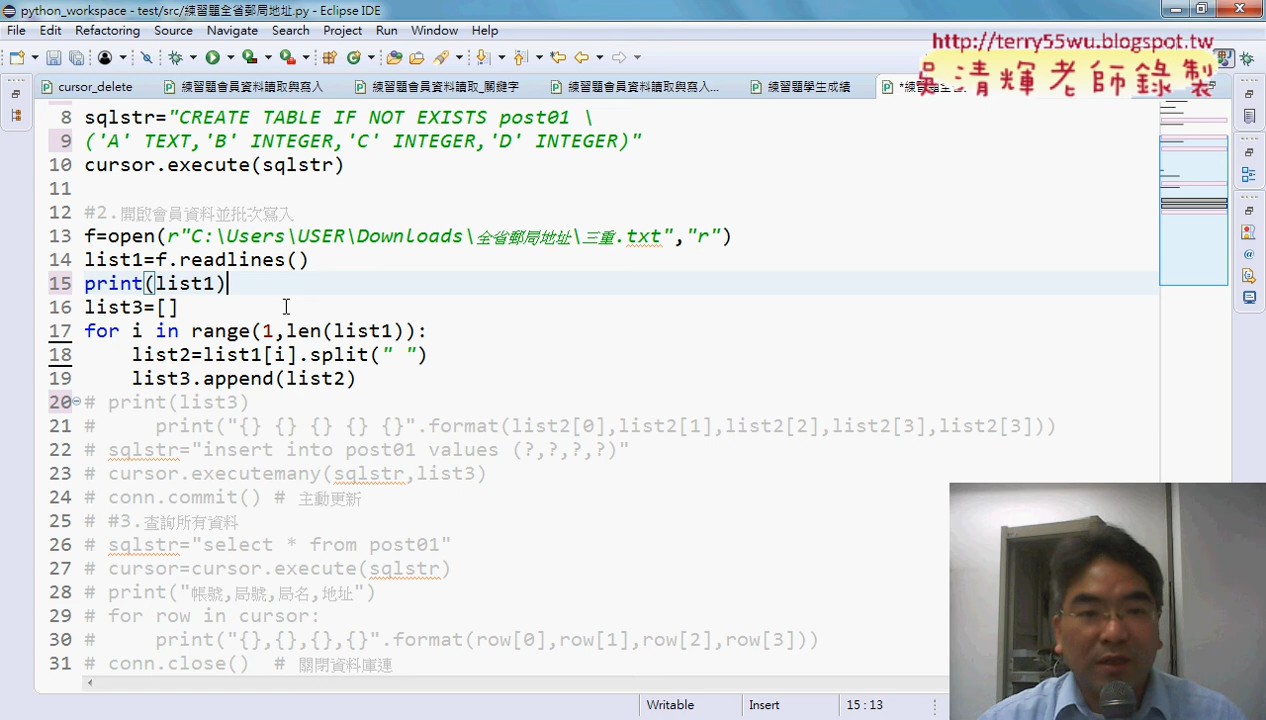 python_workspace - test/src/練習題全省郵局地址.py - Eclipse IDE
File Edit Refactoring Source Navigate Search Project Run Window Help
http://terry55wu.blogspot.tw
吳清輝老師錄製
cursor_delete 練習題會員資料讀取與寫入 練習題會員資料讀取_關鍵字 練習題會員資料讀取與寫入... 練習題學生成績
8 sqlstr="CREATE TABLE IF NOT EXISTS post01 \
9 ('A' TEXT,'B' INTEGER,'C' INTEGER,'D' INTEGER)"
10 cursor.execute(sqlstr)
11
12 #2.開啟會員資料並批次寫入
13 f=open(r"C:\Users\USER\Downloads\全省郵局地址\三重.txt","r")
14 list1=f.readlines()
15 print(list1)
16 list3=[]
17 for i in range(1,len(list1)):
18 list2=list1[i].split(" ")
19 list3.append(list2)
20 # print(list3)
21 # print("{} {} {} {} {}".format(list2[0],list2[1],list2[2],list2[3],list2[3]))
22 # sqlstr="insert into post01 values (?,?,?,?)"
23 # cursor.executemany(sqlstr,list3)
24 # conn.commit() # 主動更新
25 # #3.查詢所有資料
26 # sqlstr="select * from post01"
27 # cursor=cursor.execute(sqlstr)
28 # print("帳號,局號,局名,地址")
29 # for row in cursor:
30 # print("{},{},{},{}".format(row[0],row[1],row[2],row[3]))
31 # conn.close() # 關閉資料庫連
Writable Insert 15:13